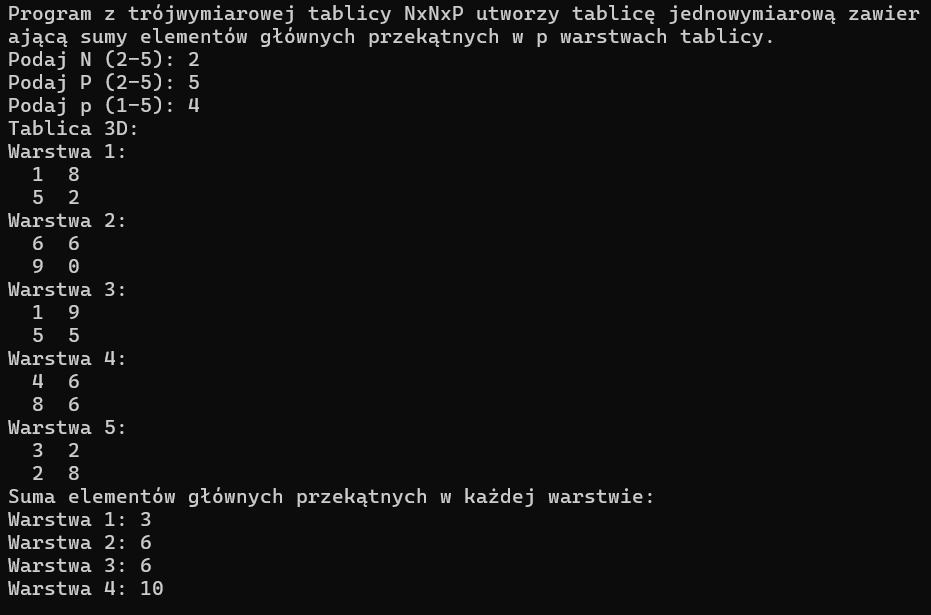 Program z trójwymiarowej tablicy NxNxP utworzy tablicę jednowymiarową zawier
ającą sumy elementów głównych przekątnych w p warstwach tablicy.
Podaj N (2-5): 2
Podaj P (2-5): 5
Podaj p (1-5): 4
Tablica 3D:
Warstwa 1:
  1  8
  5  2
Warstwa 2:
  6  6
  9  0
Warstwa 3:
  1  9
  5  5
Warstwa 4:
  4  6
  8  6
Warstwa 5:
  3  2
  2  8
Suma elementów głównych przekątnych w każdej warstwie:
Warstwa 1: 3
Warstwa 2: 6
Warstwa 3: 6
Warstwa 4: 10